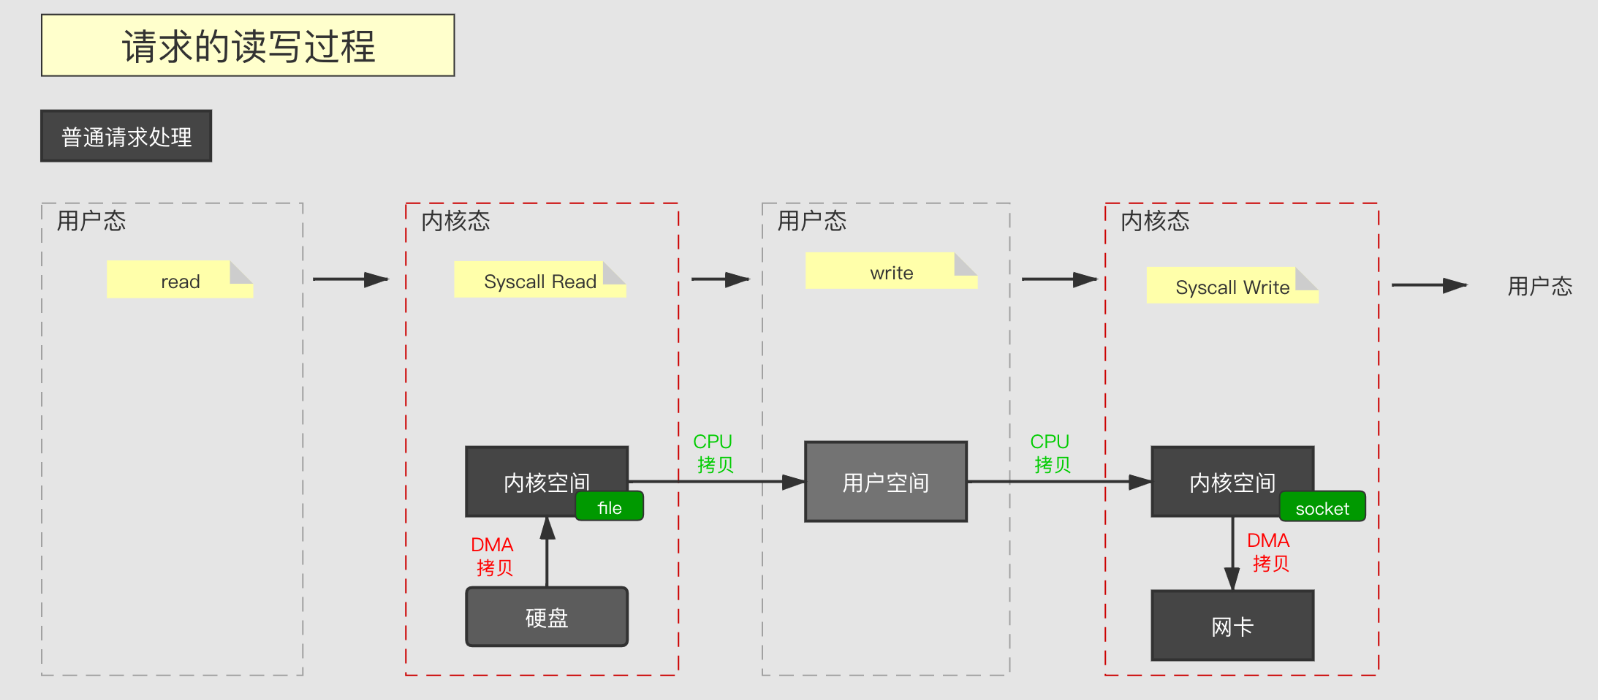 请求的读写过程
普通请求处理
用户态
内核态
用户态
内核态
read
Syscall Read
write
Syscall Write
用户态
CPU
拷贝
CPU
拷贝
内核空间
file
用户空间
内核空间
socket
DMA
拷贝
DMA
拷贝
硬盘
网卡